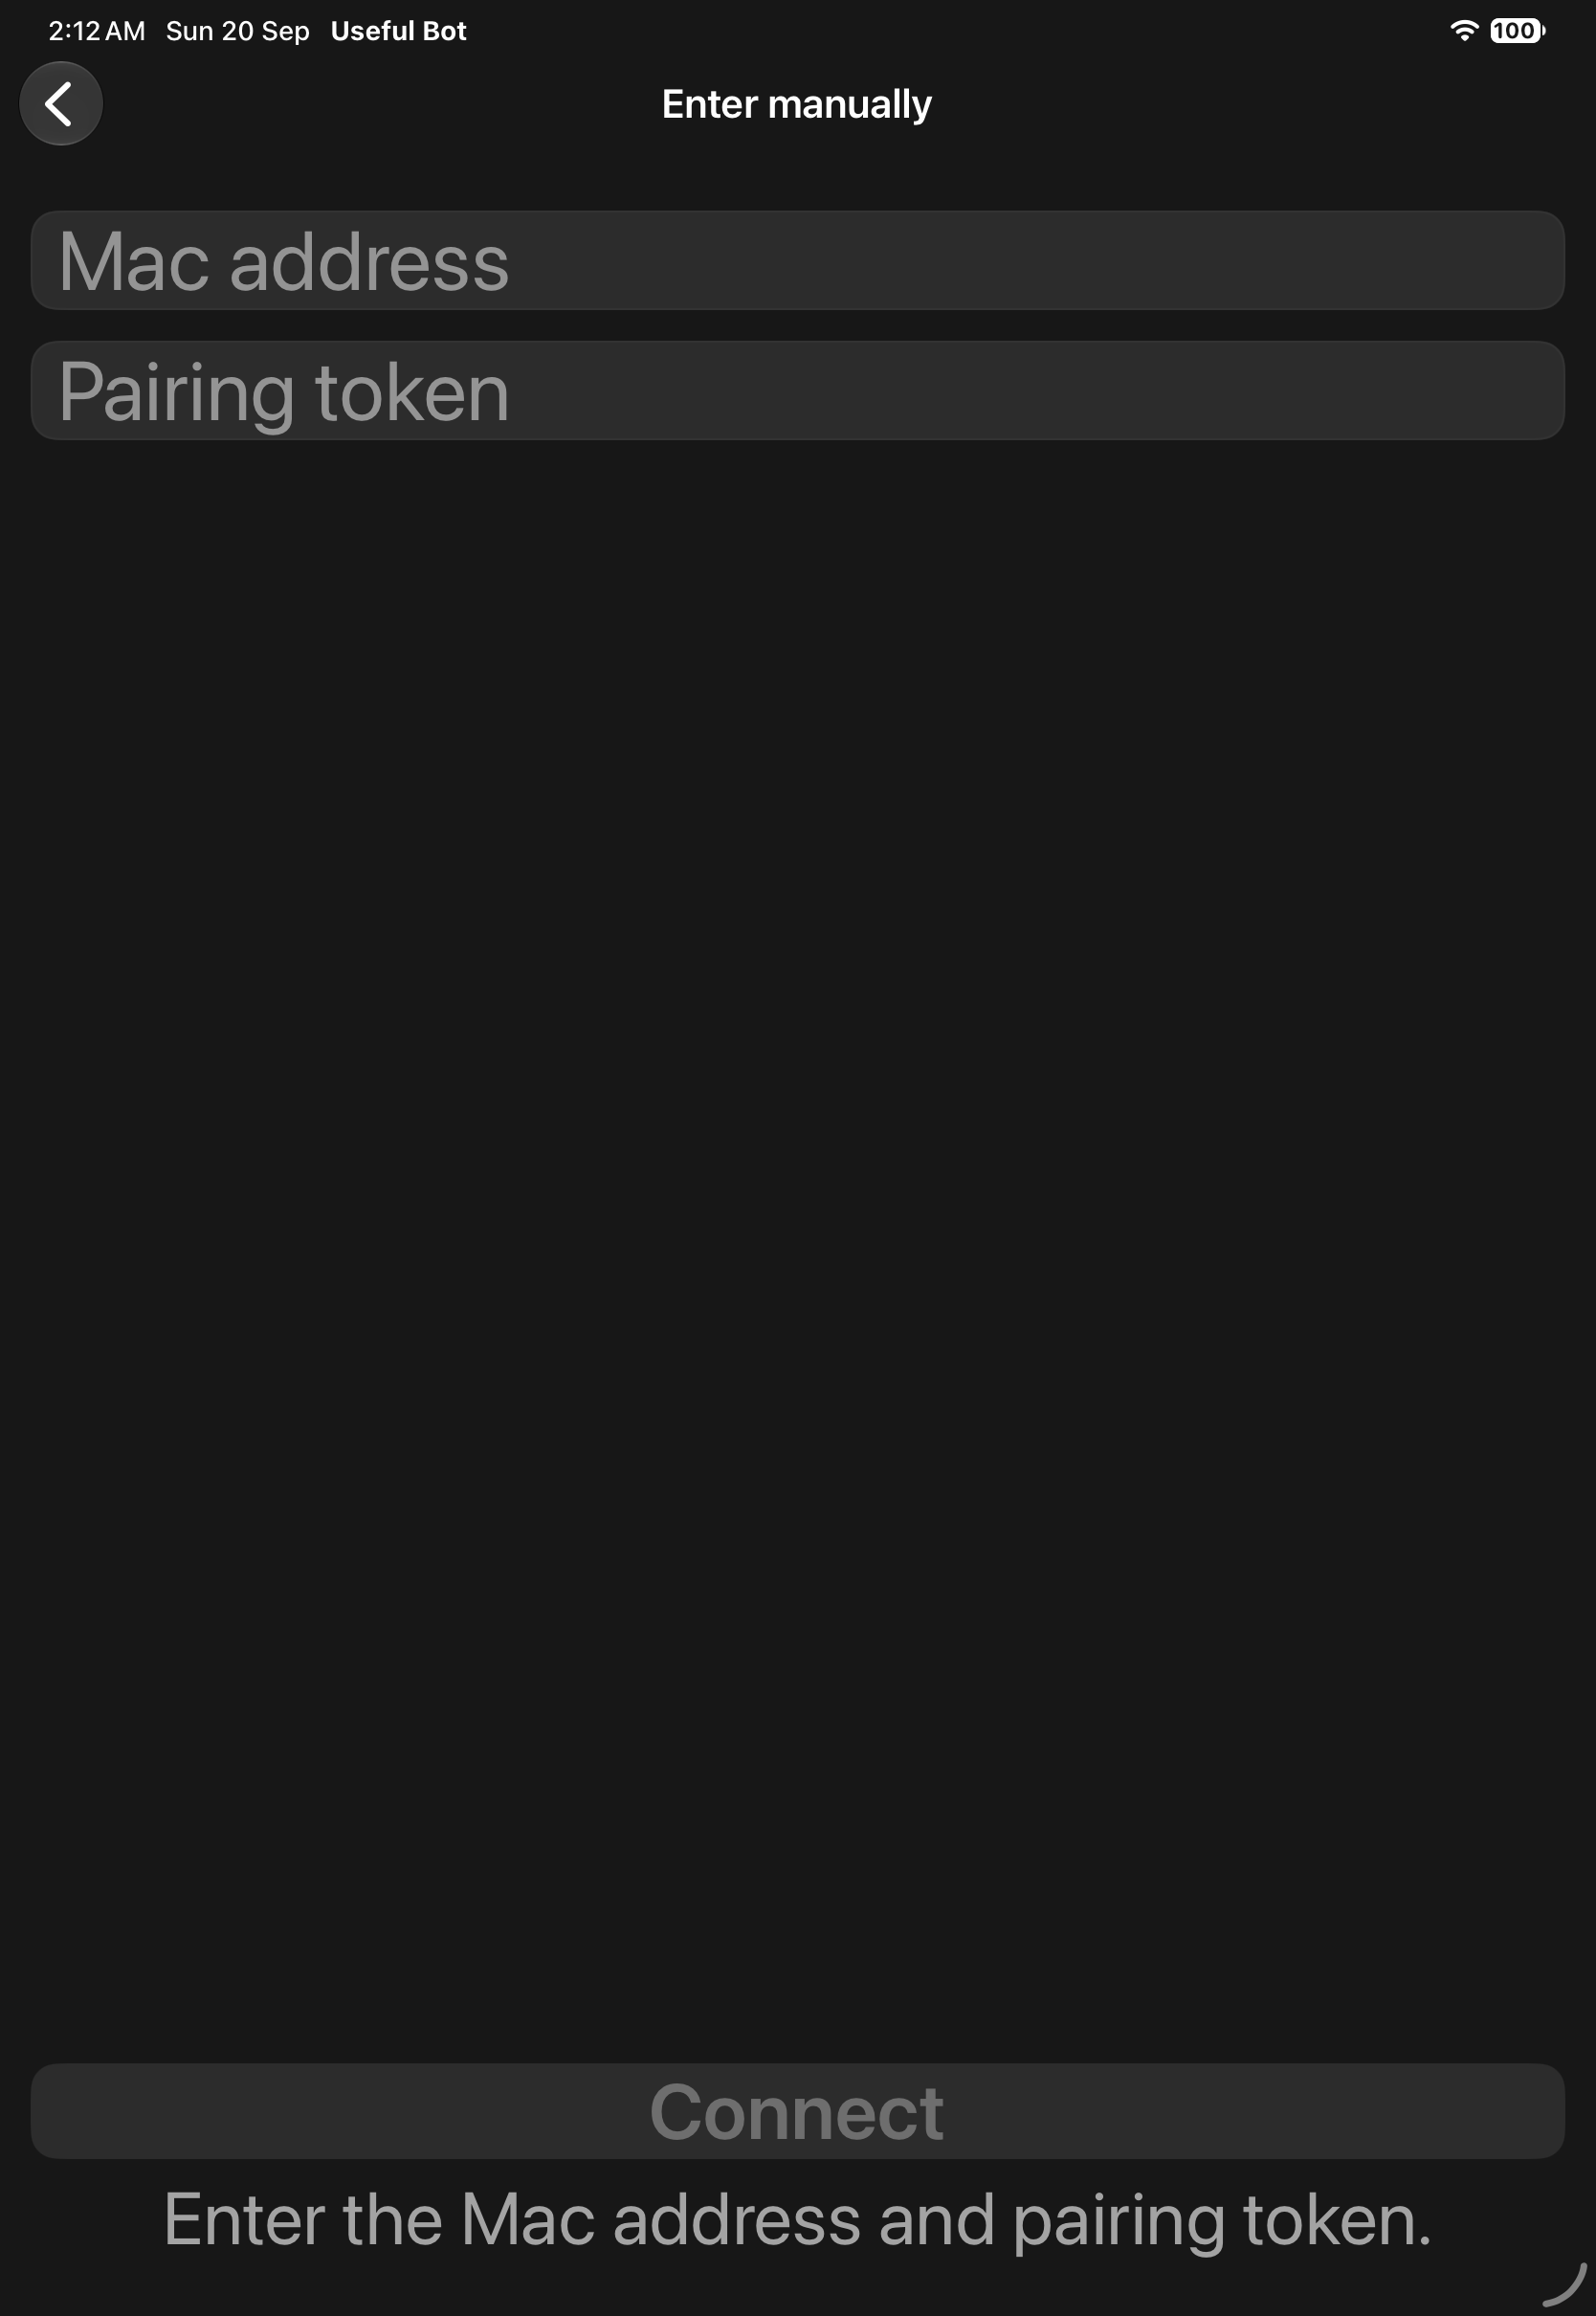 2:12 AM Sun 20 Sep Useful Bot
100
Enter manually
Mac address
Pairing token
Connect
Enter the Mac address and pairing token.